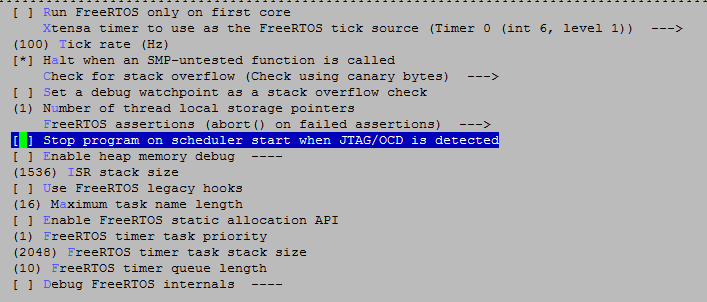 [ ] Run FreeRTOS only on first core
Xtensa timer to use as the FreeRTOS tick source (Timer 0 (int 6, level 1)) --->
(100) Tick rate (Hz)
[*] Halt when an SMP-untested function is called
Check for stack overflow (Check using canary bytes) --->
[ ] Set a debug watchpoint as a stack overflow check
(1) Number of thread local storage pointers
FreeRTOS assertions (abort() on failed assertions) --->
[ ] Stop program on scheduler start when JTAG/OCD is detected
[ ] Enable heap memory debug ----
(1536) ISR stack size
[ ] Use FreeRTOS legacy hooks
(16) Maximum task name length
[ ] Enable FreeRTOS static allocation API
(1) FreeRTOS timer task priority
(2048) FreeRTOS timer task stack size
(10) FreeRTOS timer queue length
[ ] Debug FreeRTOS internals ----